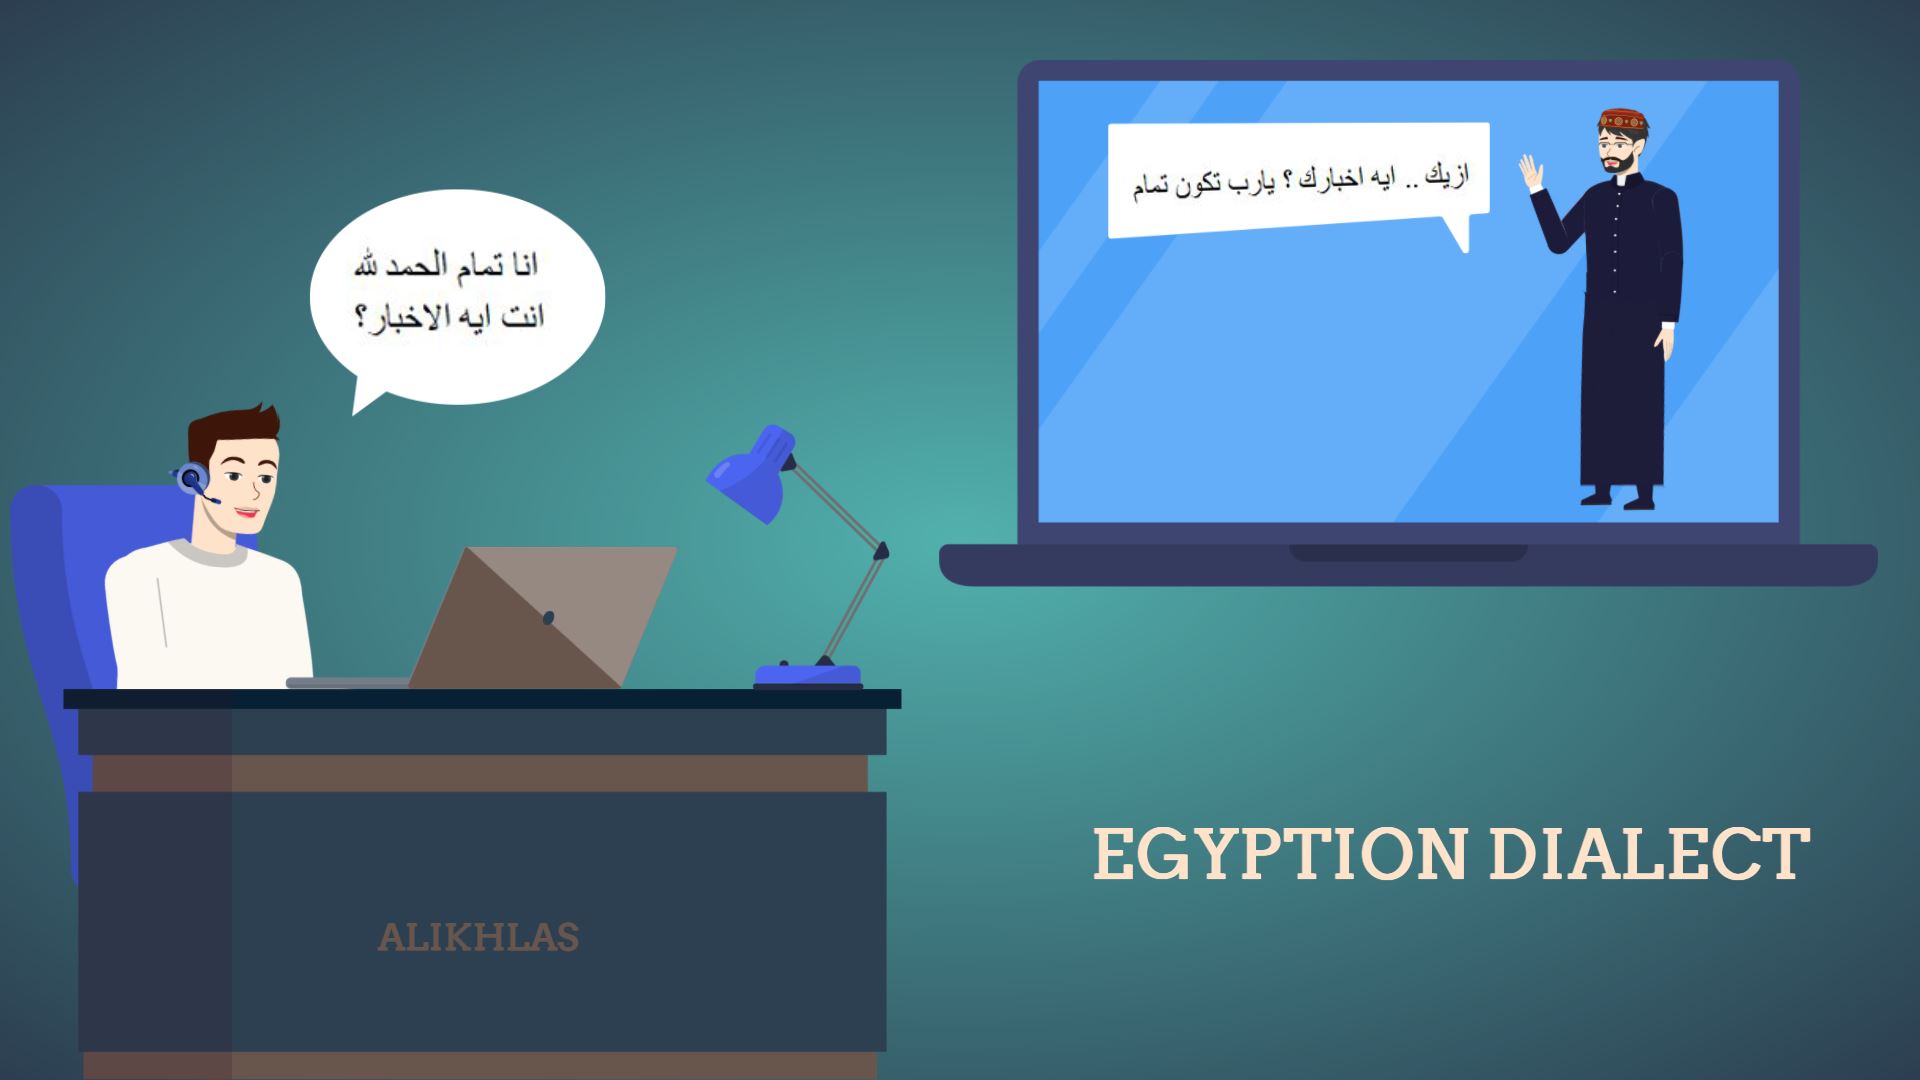 ازيك .. ايه اخبارك ؟ يارب تكون تمام
انا تمام الحمد لله
انت ايه الاخبار؟
EGYPTION DIALECT
ALIKHLAS